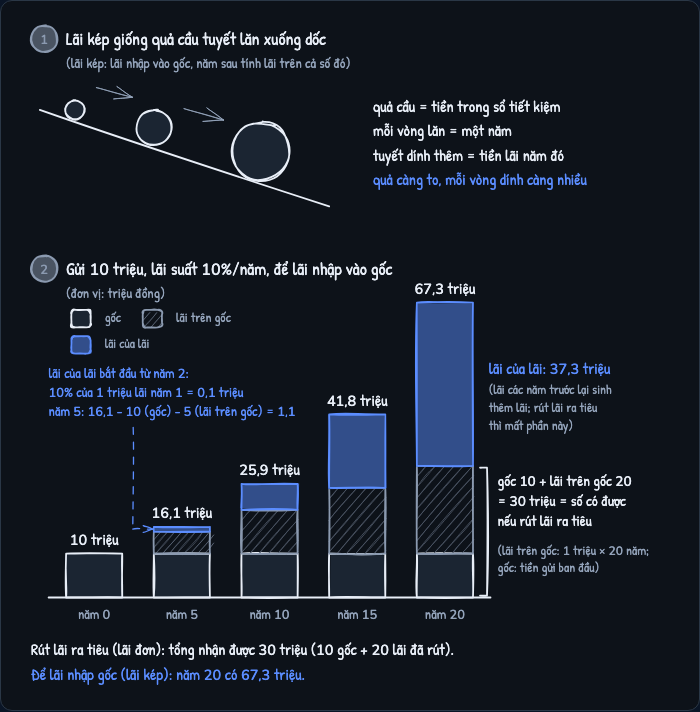 1 Lãi kép giống quả cầu tuyết lăn xuống dốc
(lãi kép: lãi nhập vào gốc, năm sau tính lãi trên cả số đó)
quả cầu = tiền trong sổ tiết kiệm
mỗi vòng lăn = một năm
tuyết dính thêm = tiền lãi năm đó
quả càng to, mỗi vòng dính càng nhiều
2 Gửi 10 triệu, lãi suất 10%/năm, để lãi nhập vào gốc
(đơn vị: triệu đồng)
gốc
lãi trên gốc
lãi của lãi
lãi của lãi bắt đầu từ năm 2:
10% của 1 triệu lãi năm 1 = 0,1 triệu
năm 5: 16,1 – 10 (gốc) – 5 (lãi trên gốc) = 1,1
10 triệu
16,1 triệu
25,9 triệu
41,8 triệu
67,3 triệu
lãi của lãi: 37,3 triệu
(lãi các năm trước lại sinh
thêm lãi; rút lãi ra tiêu
thì mất phần này)
gốc 10 + lãi trên gốc 20
= 30 triệu = số có được
nếu rút lãi ra tiêu
(lãi trên gốc: 1 triệu × 20 năm;
gốc: tiền gửi ban đầu)
năm 0
năm 5
năm 10
năm 15
năm 20
Rút lãi ra tiêu (lãi đơn): tổng nhận được 30 triệu (10 gốc + 20 lãi đã rút).
Để lãi nhập gốc (lãi kép): năm 20 có 67,3 triệu.